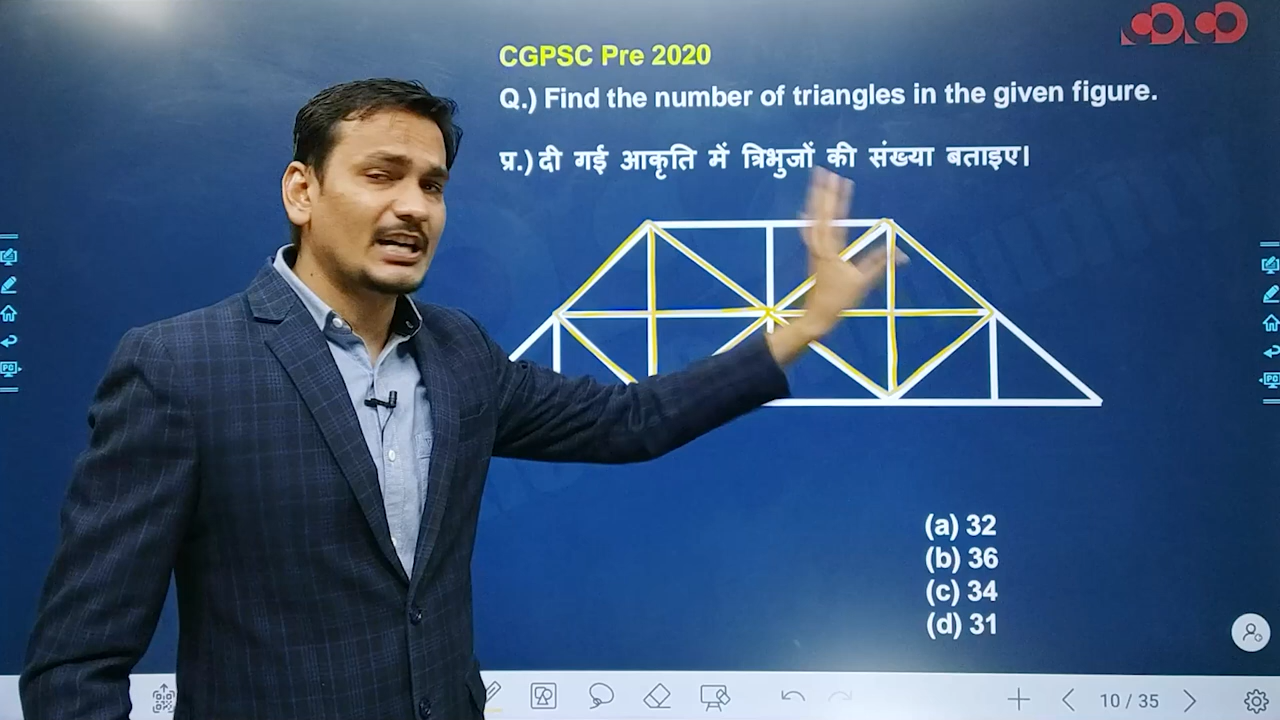 CGPSC Pre 2020
Q.) Find the number of triangles in the given figure.
प्र.) दी गई आकृति में त्रिभुजों की संख्या बताइए।
(a) 32
(b) 36
(c) 34
(d) 31
10 / 35